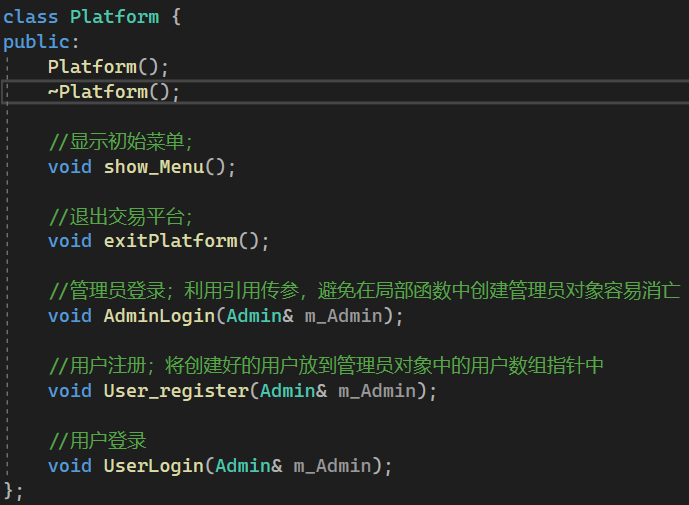 class Platform {
public:
Platform();
~Platform();
//显示初始菜单;
void show_Menu();
//退出交易平台;
void exitPlatform();
//管理员登录；利用引用传参，避免在局部函数中创建管理员对象容易消亡
void AdminLogin(Admin& m_Admin);
//用户注册；将创建好的用户放到管理员对象中的用户数组指针中
void User_register(Admin& m_Admin);
//用户登录
void UserLogin(Admin& m_Admin);
};